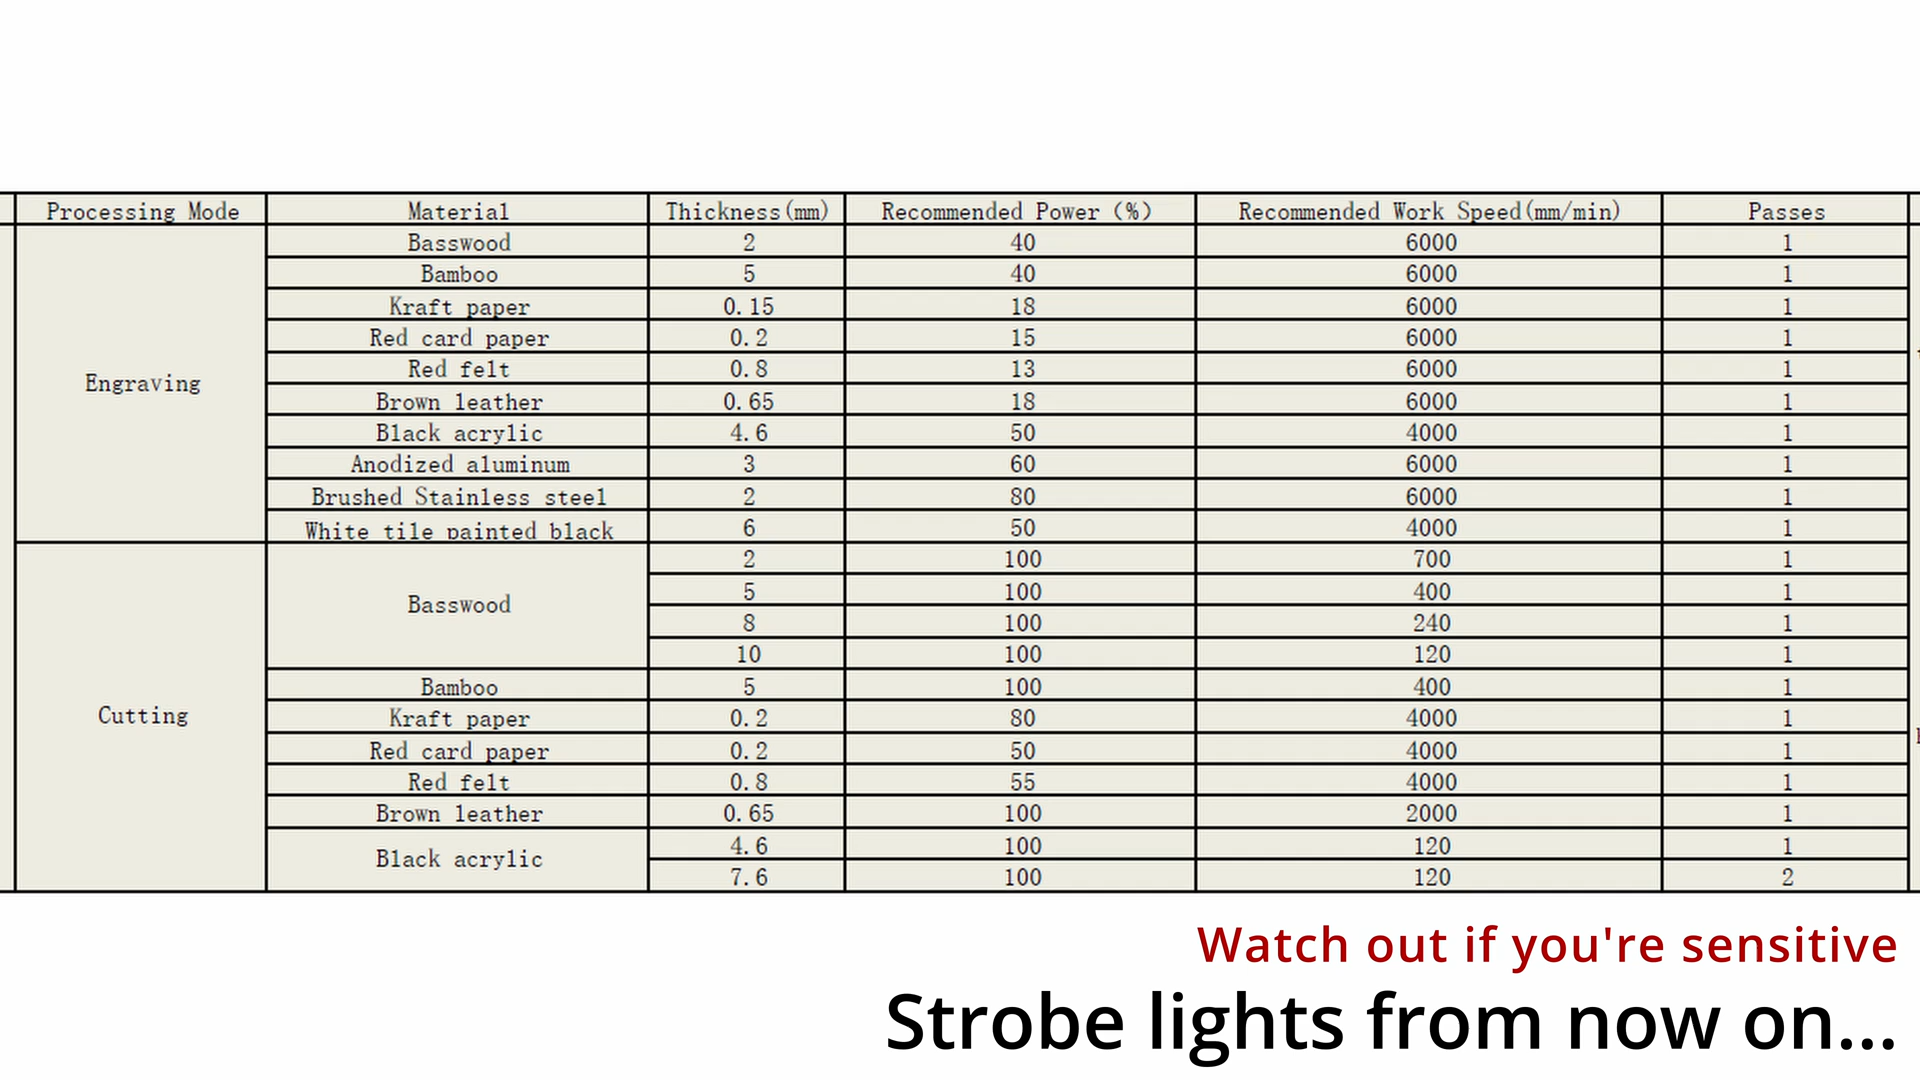 Processing Mode Material Thickness(mm) Recommended Power (%) Recommended Work Speed(mm/min) Passes
Engraving
Basswood 2 40 6000 1
Bamboo 5 40 6000 1
Kraft paper 0.15 18 6000 1
Red card paper 0.2 15 6000 1
Red felt 0.8 13 6000 1
Brown leather 0.65 18 6000 1
Black acrylic 4.6 50 4000 1
Anodized aluminum 3 60 6000 1
Brushed Stainless steel 2 80 6000 1
White tile painted black 6 50 4000 1
Cutting
Basswood
2 100 700 1
5 100 400 1
8 100 240 1
10 100 120 1
Bamboo 5 100 400 1
Kraft paper 0.2 80 4000 1
Red card paper 0.2 50 4000 1
Red felt 0.8 55 4000 1
Brown leather 0.65 100 2000 1
Black acrylic
4.6 100 120 1
7.6 100 120 2
Watch out if you're sensitive
Strobe lights from now on...